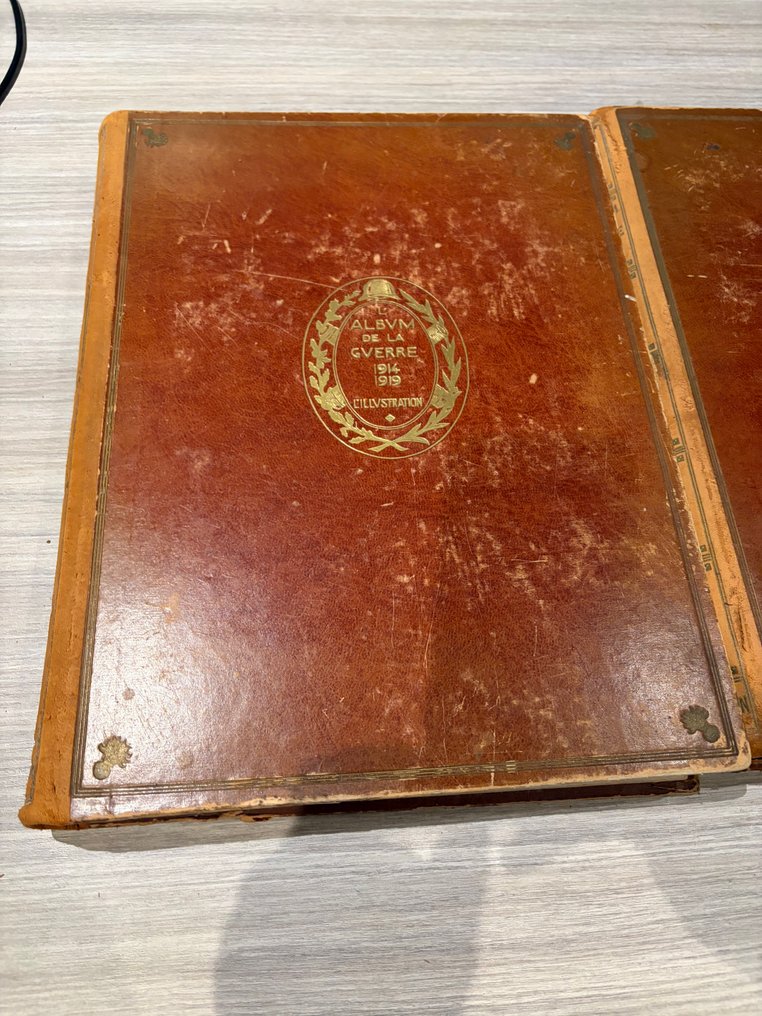 L'
ALBVM
DE LA
GVERRE
1914
1919
L'ILLVSTRATION